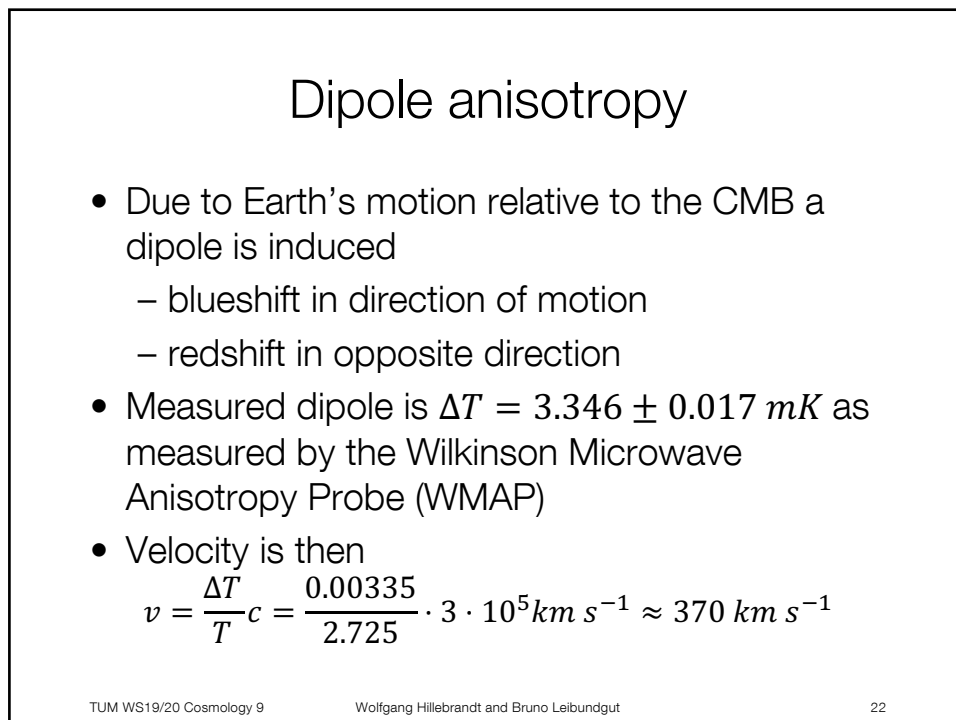 Dipole anisotropy
• Due to Earth’s motion relative to the CMB a
dipole is induced
– blueshift in direction of motion
– redshift in opposite direction
• Measured dipole is ΔT = 3.346 ± 0.017 mK as
measured by the Wilkinson Microwave
Anisotropy Probe (WMAP)
• Velocity is then
v = ΔT/T c = 0.00335/2.725 · 3 · 10⁵km s⁻¹ ≈ 370 km s⁻¹
TUM WS19/20 Cosmology 9 Wolfgang Hillebrandt and Bruno Leibundgut 22